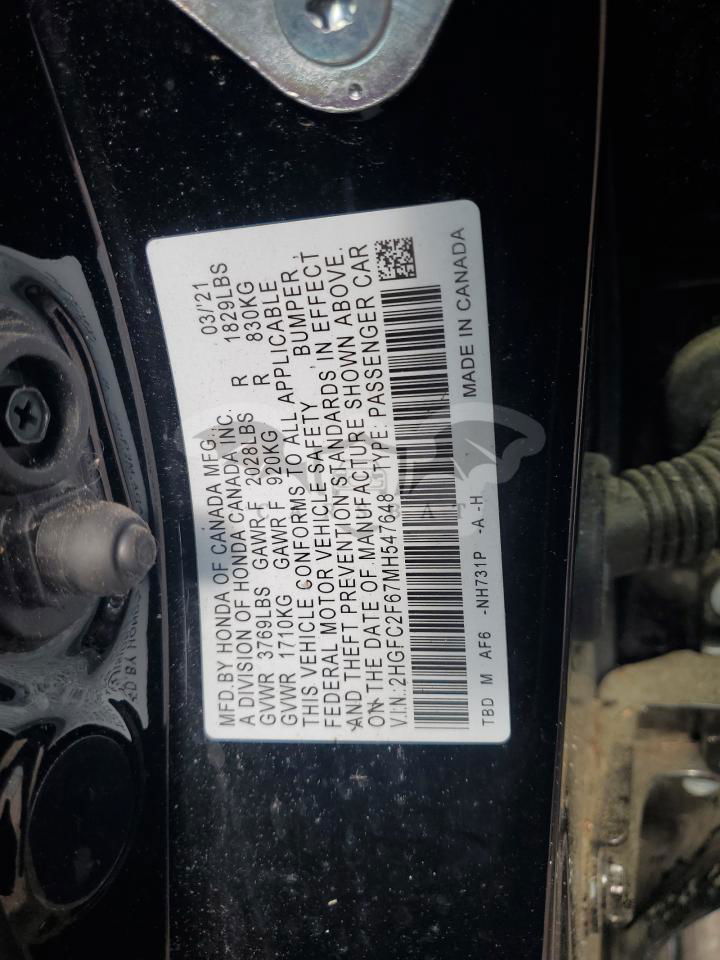 MFD.BY HONDA OF CANADA MFG., 03/'21
A DIVISION OF HONDA CANADA INC.
GVWR 3769LBS GAWR F 2028LBS R 1829LBS
GVWR 1710KG GAWR F 920KG R 830KG
THIS VEHICLE CONFORMS TO ALL APPLICABLE
FEDERAL MOTOR VEHICLE SAFETY , BUMPER ,
AND THEFT PREVENTION STANDARDS IN EFFECT
ON THE DATE OF MANUFACTURE SHOWN ABOVE.
V.I.N.:2HGFC2F67MH547648 TYPE PASSENGER CAR
TBD M AF6 -NH731P -A -H MADE IN CANADA